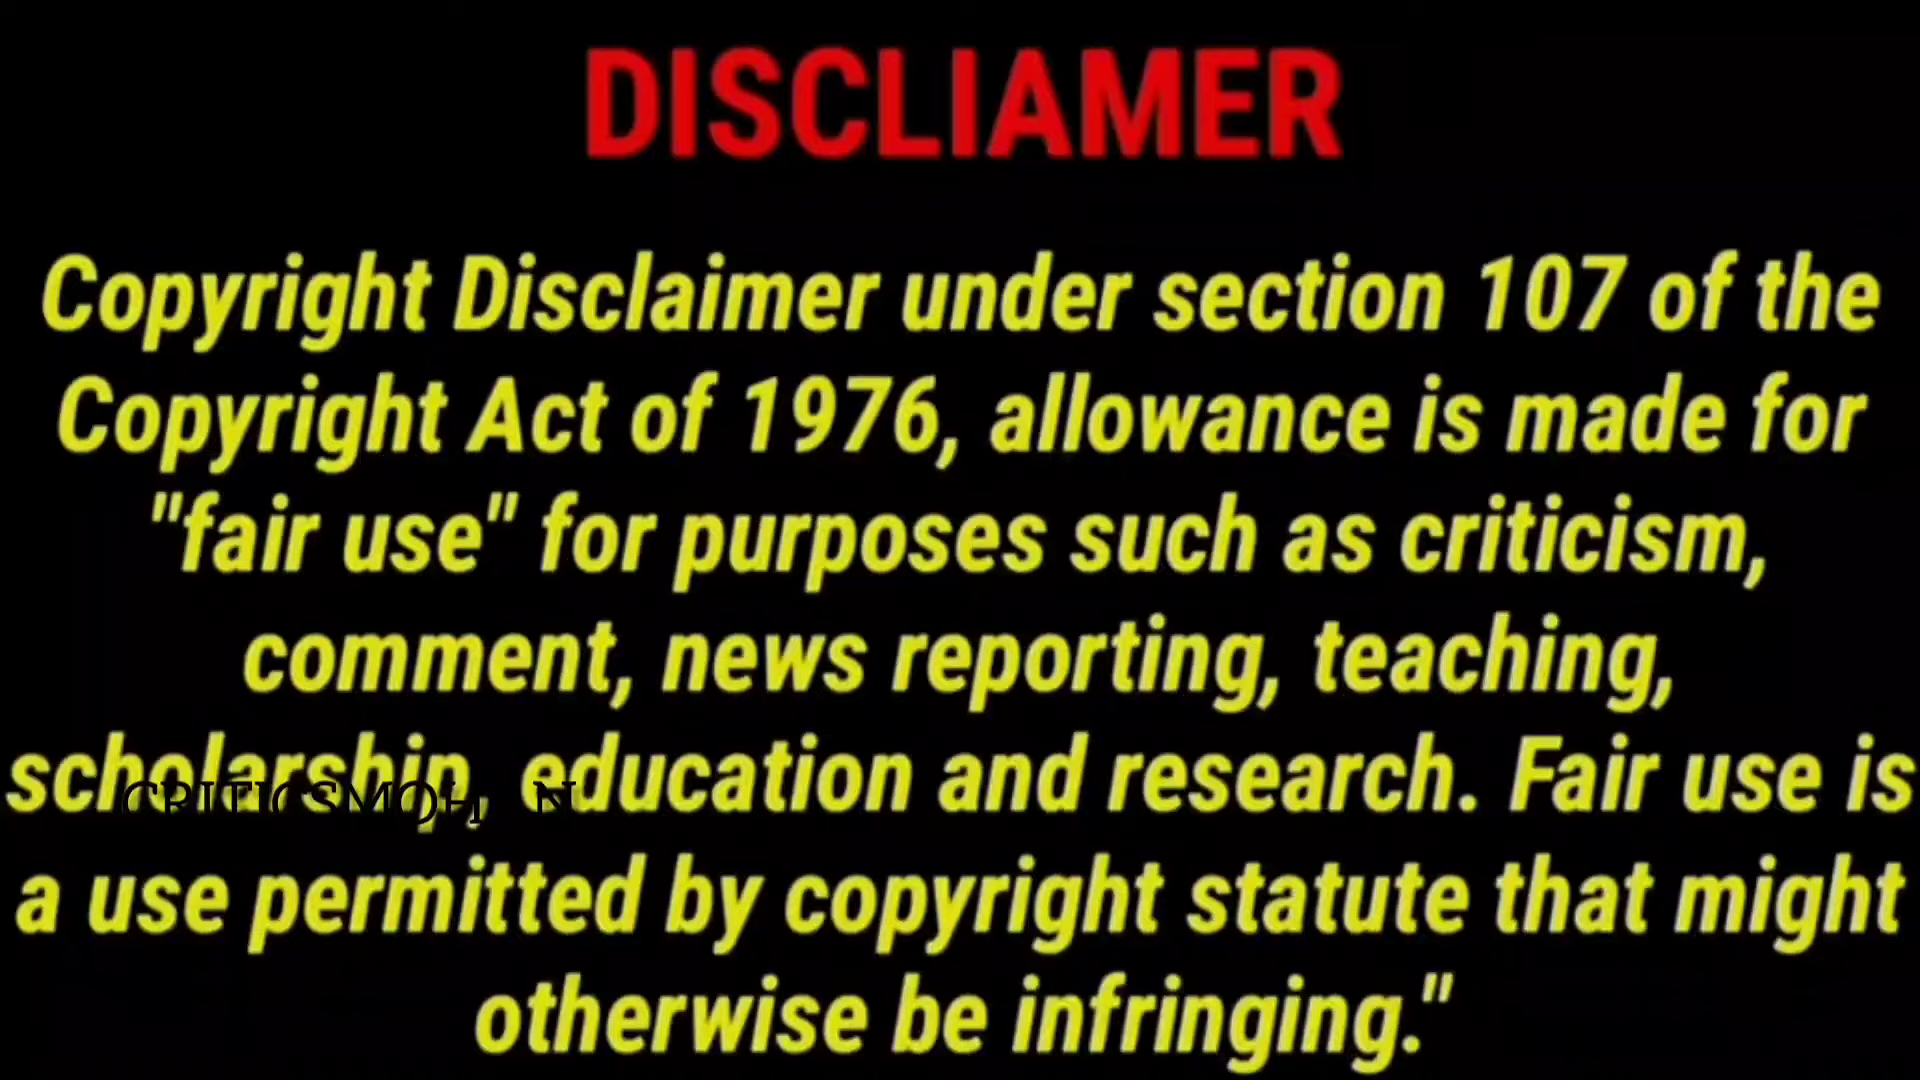 DISCLIAMER
Copyright Disclaimer under section 107 of the
Copyright Act of 1976, allowance is made for
"fair use" for purposes such as criticism,
comment, news reporting, teaching,
scholarship, education and research. Fair use is
a use permitted by copyright statute that might
otherwise be infringing."